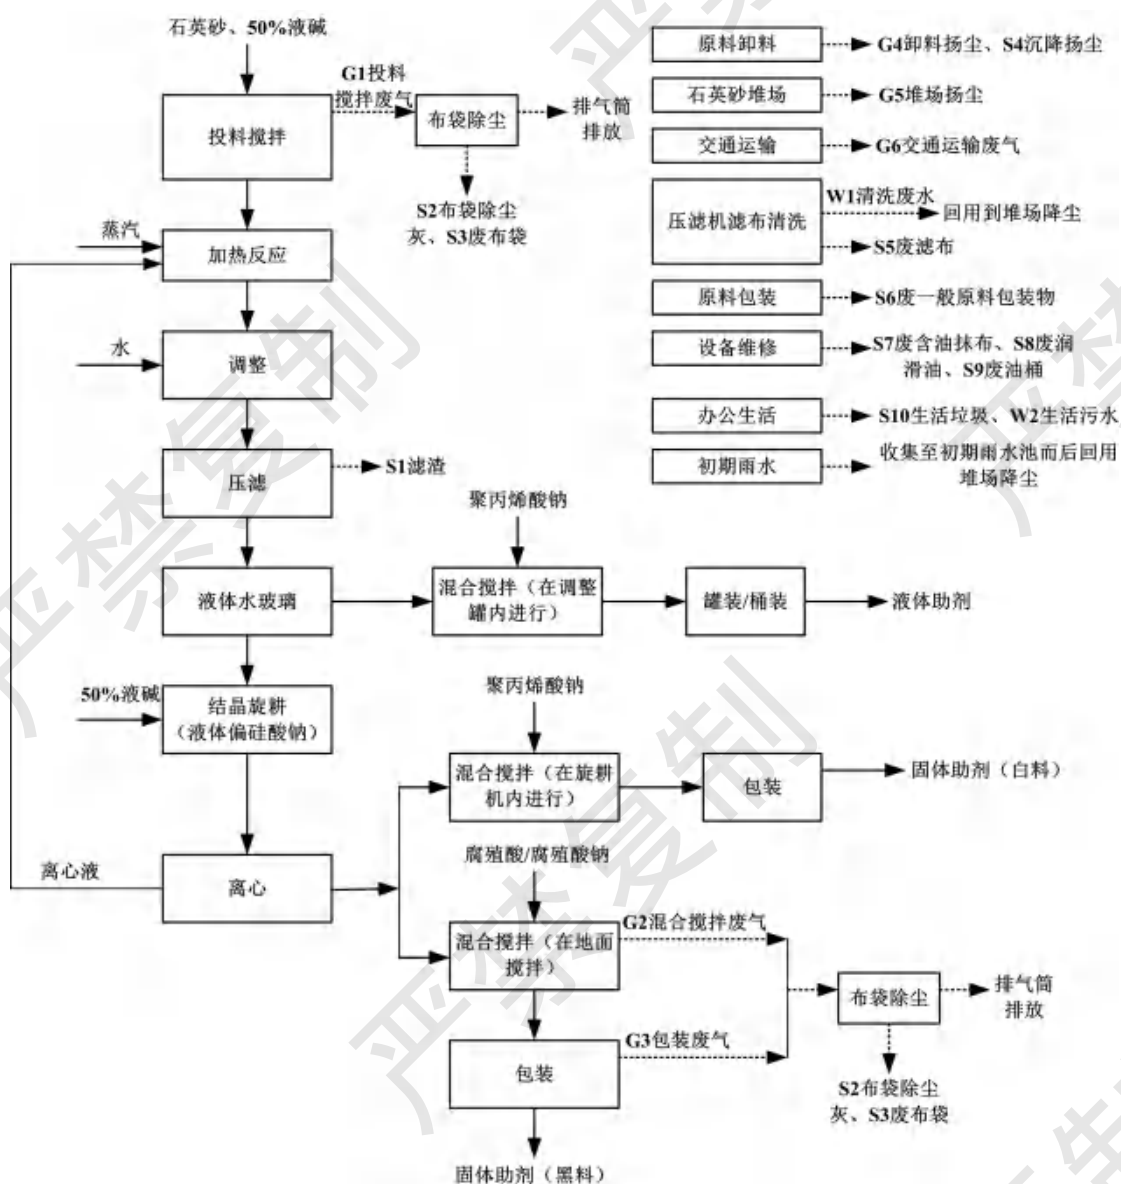 石英砂、50%液碱
G1投料
搅拌废气
投料搅拌
布袋除尘
排气筒
排放
S2布袋除尘
灰、S3废布袋
蒸汽
加热反应
水
调整
压滤
S1滤渣
聚丙烯酸钠
液体水玻璃
混合搅拌（在调整
罐内进行）
罐装/桶装
液体助剂
50%液碱
结晶旋耕
（液体偏硅酸钠）
聚丙烯酸钠
混合搅拌（在旋耕
机内进行）
包装
固体助剂（白料）
离心液
离心
腐殖酸/腐殖酸钠
混合搅拌（在地面
搅拌）
G2混合搅拌废气
布袋除尘
排气筒
排放
包装
G3包装废气
S2布袋除尘
灰、S3废布袋
固体助剂（黑料）
原料卸料
G4卸料扬尘、S4沉降扬尘
石英砂堆场
G5堆场扬尘
交通运输
G6交通运输废气
压滤机滤布清洗
W1清洗废水
回用到堆场降尘
S5废滤布
原料包装
S6废一般原料包装物
设备维修
S7废含油抹布、S8废润
滑油、S9废油桶
办公生活
S10生活垃圾、W2生活污水
初期雨水
收集至初期雨水池而后回用
堆场降尘
严禁复制
严禁复制
严禁